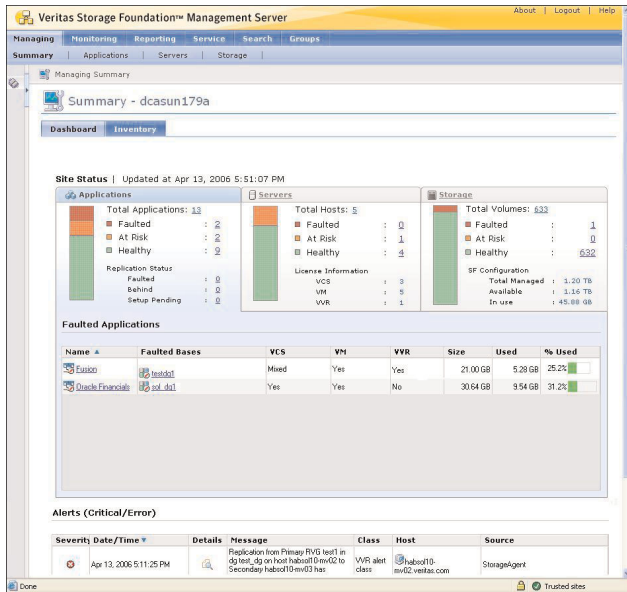 About | Logout | Help
Veritas Storage Foundation™ Management Server
Managing Monitoring Reporting Service Search Groups
Summary | Applications | Servers | Storage |
Managing Summary
Summary - dcasun179a
Dashboard Inventory
Site Status | Updated at Apr 13, 2006 5:51:07 PM
Applications
Total Applications: 13
Faulted : 2
At Risk : 2
Healthy : 9
Replication Status
Faulted : 0
Behind : 0
Setup Pending : 0
Servers
Total Hosts: 5
Faulted : 0
At Risk : 1
Healthy : 4
License Information
VCS : 3
VM : 5
VVR : 1
Storage
Total Volumes: 633
Faulted 1
At Risk : 0
Healthy : 632
SF Configuration
Total Managed : 1.20 TB
Available : 1.16 TB
In use : 45.88 GB
Faulted Applications
Name Faulted Bases VCS VM VVR Size Used % Used
Fusion testdg1 Mixed Yes Yes 21.00 GB 5.28 GB 25.2%
Oracle Financials sol_dg1 Yes Yes No 30.64 GB 9.54 GB 31.2%
Alerts (Critical/Error)
Severity Date/Time Details Message Class Host Source
Apr 13, 2006 5:11:25 PM
Replication from Primary RVG test1 in
dg test_dg on host habsol10-mv02 to
Secondary habsol10-mv03 has
VVR alert
class
habsol10-
mv02.veritas.com
StorageAgent
Done
Trusted sites